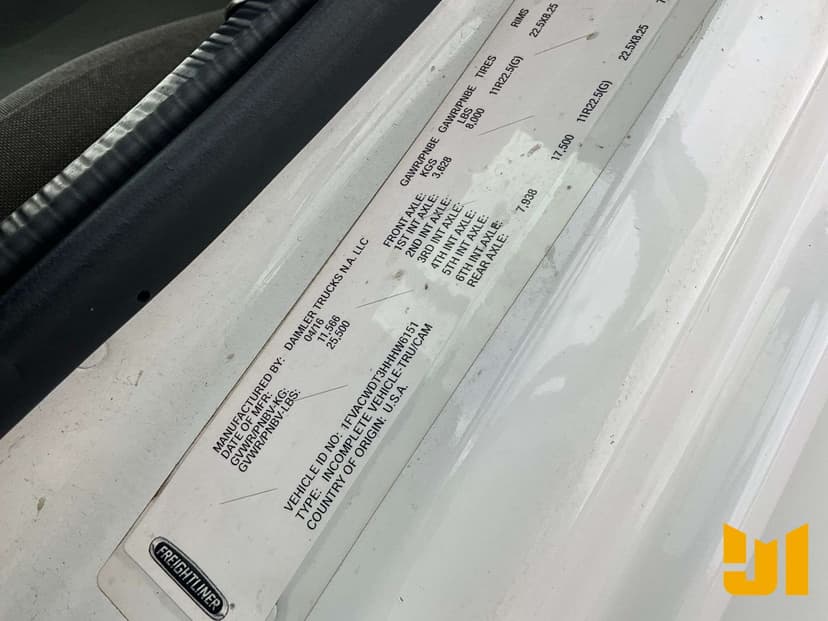 MANUFACTURED BY: DAIMLER TRUCKS N.A. LLC
DATE OF MFR: 04/16
GVWR/PNBV-KG: 11,566
GVWR/PNBV-LBS: 25,500
GAWR/PNBE GAWR/PNBE TIRES RIMS
KGS LBS
FRONT AXLE: 3,628 8,000 11R22.5(G) 22.5X8.25
1ST INT AXLE:
2ND INT AXLE:
3RD INT AXLE:
4TH INT AXLE:
5TH INT AXLE:
6TH INT AXLE:
REAR AXLE: 7,938 17,500 11R22.5(G) 22.5X8.25
VEHICLE ID NO: 1FVACWDT3HHHW6151
TYPE: INCOMPLETE VEHICLE-TRU/CAM
COUNTRY OF ORIGIN: U.S.A.
FREIGHTLINER